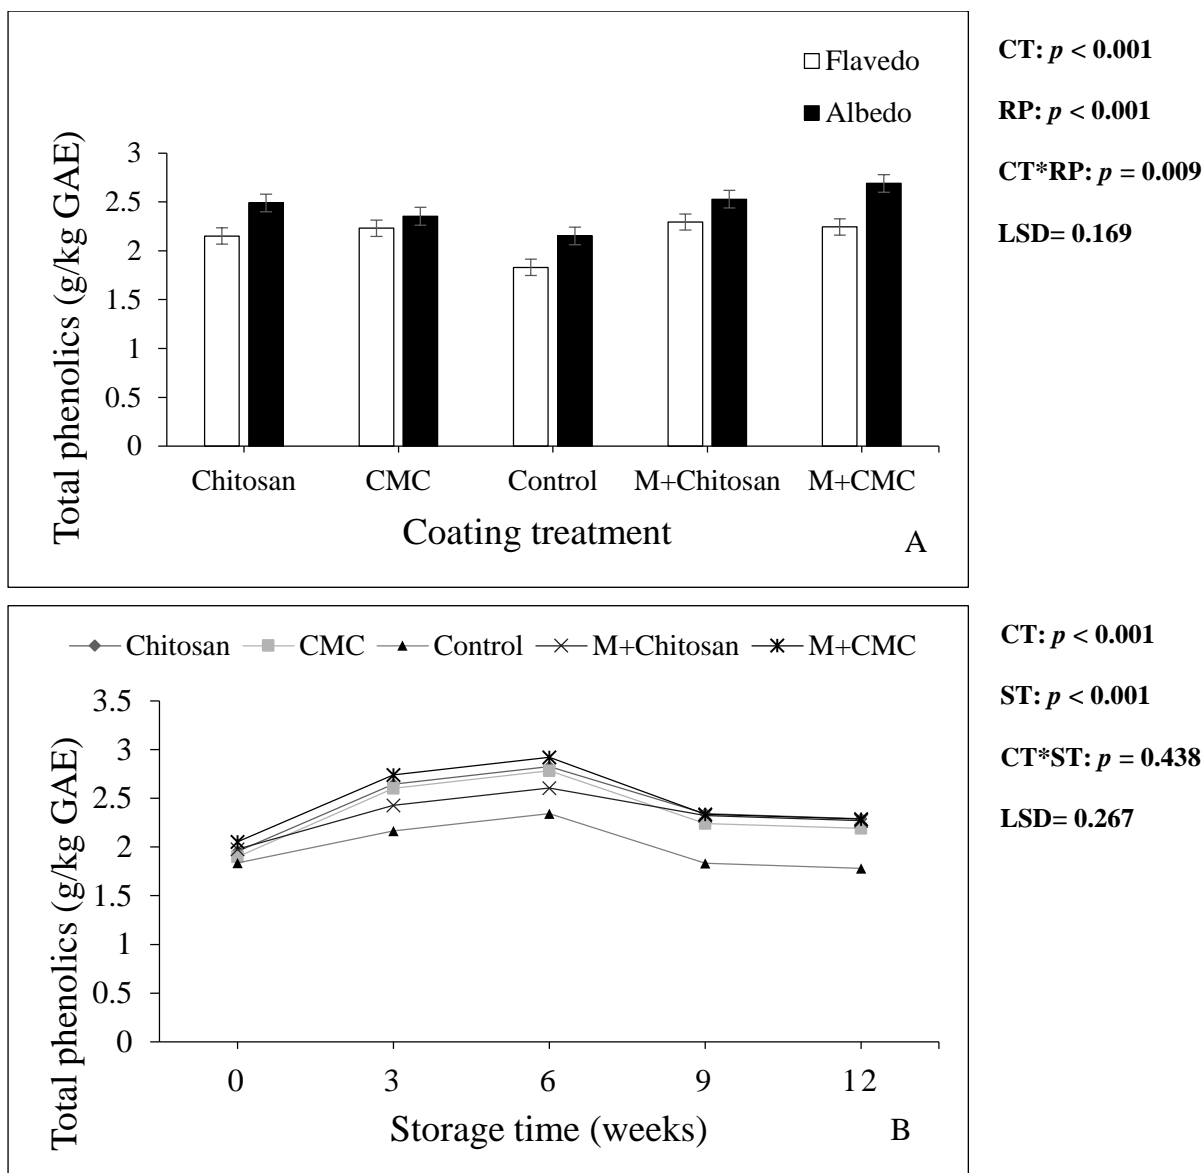 Flavedo
Albedo
Total phenolics (g/kg GAE)
3
2.5
2
1.5
1
0.5
0
Chitosan CMC Control M+Chitosan M+CMC
Coating treatment
A
CT: p < 0.001
RP: p < 0.001
CT*RP: p = 0.009
LSD= 0.169
Chitosan CMC Control M+Chitosan M+CMC
Total phenolics (g/kg GAE)
3.5
3
2.5
2
1.5
1
0.5
0
0 3 6 9 12
Storage time (weeks)
B
CT: p < 0.001
ST: p < 0.001
CT*ST: p = 0.438
LSD= 0.267